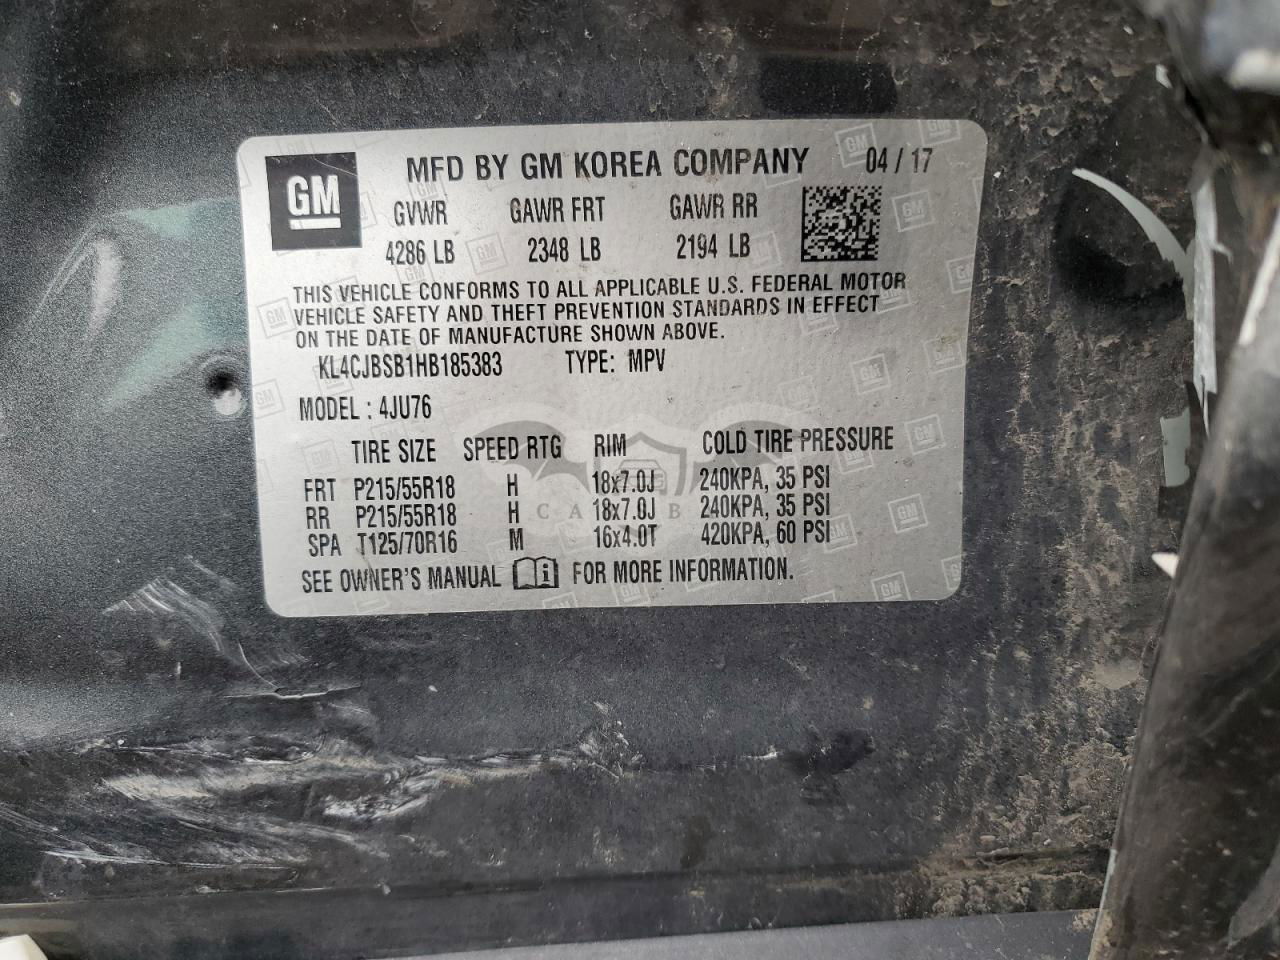 GM MFD BY GM KOREA COMPANY 04 / 17
GVWR GAWR FRT GAWR RR
4286 LB 2348 LB 2194 LB
THIS VEHICLE CONFORMS TO ALL APPLICABLE U.S. FEDERAL MOTOR
VEHICLE SAFETY AND THEFT PREVENTION STANDARDS IN EFFECT
ON THE DATE OF MANUFACTURE SHOWN ABOVE.
KL4CJBSB1HB185383 TYPE: MPV
MODEL : 4JU76
TIRE SIZE SPEED RTG RIM COLD TIRE PRESSURE
FRT P215/55R18 H 18x7.0J 240KPA, 35 PSI
RR P215/55R18 H 18x7.0J 240KPA, 35 PSI
SPA T125/70R16 M 16x4.0T 420KPA, 60 PSI
SEE OWNER'S MANUAL FOR MORE INFORMATION.